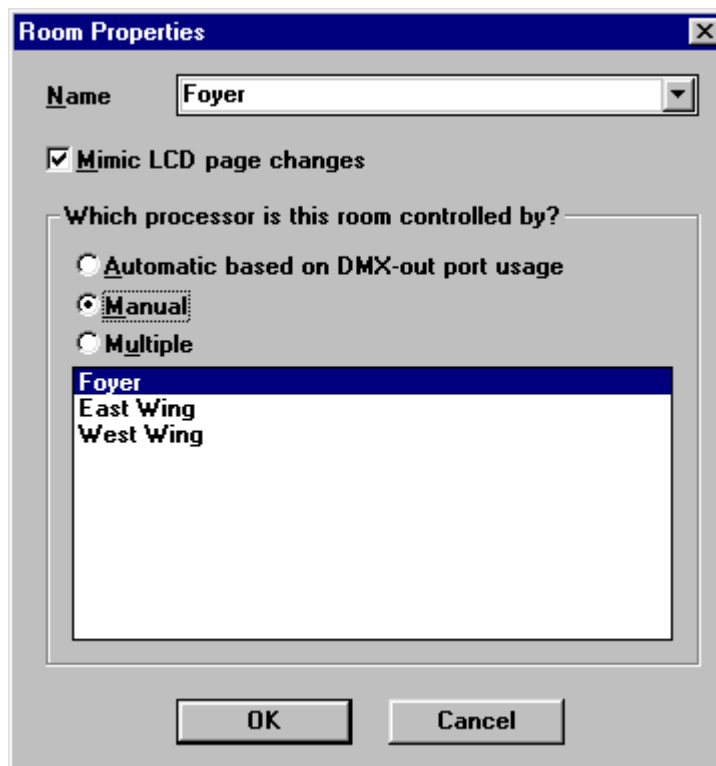 Room Properties
Name Foyer
Mimic LCD page changes
Which processor is this room controlled by?
Automatic based on DMX-out port usage
Manual
Multiple
Foyer
East Wing
West Wing
OK Cancel